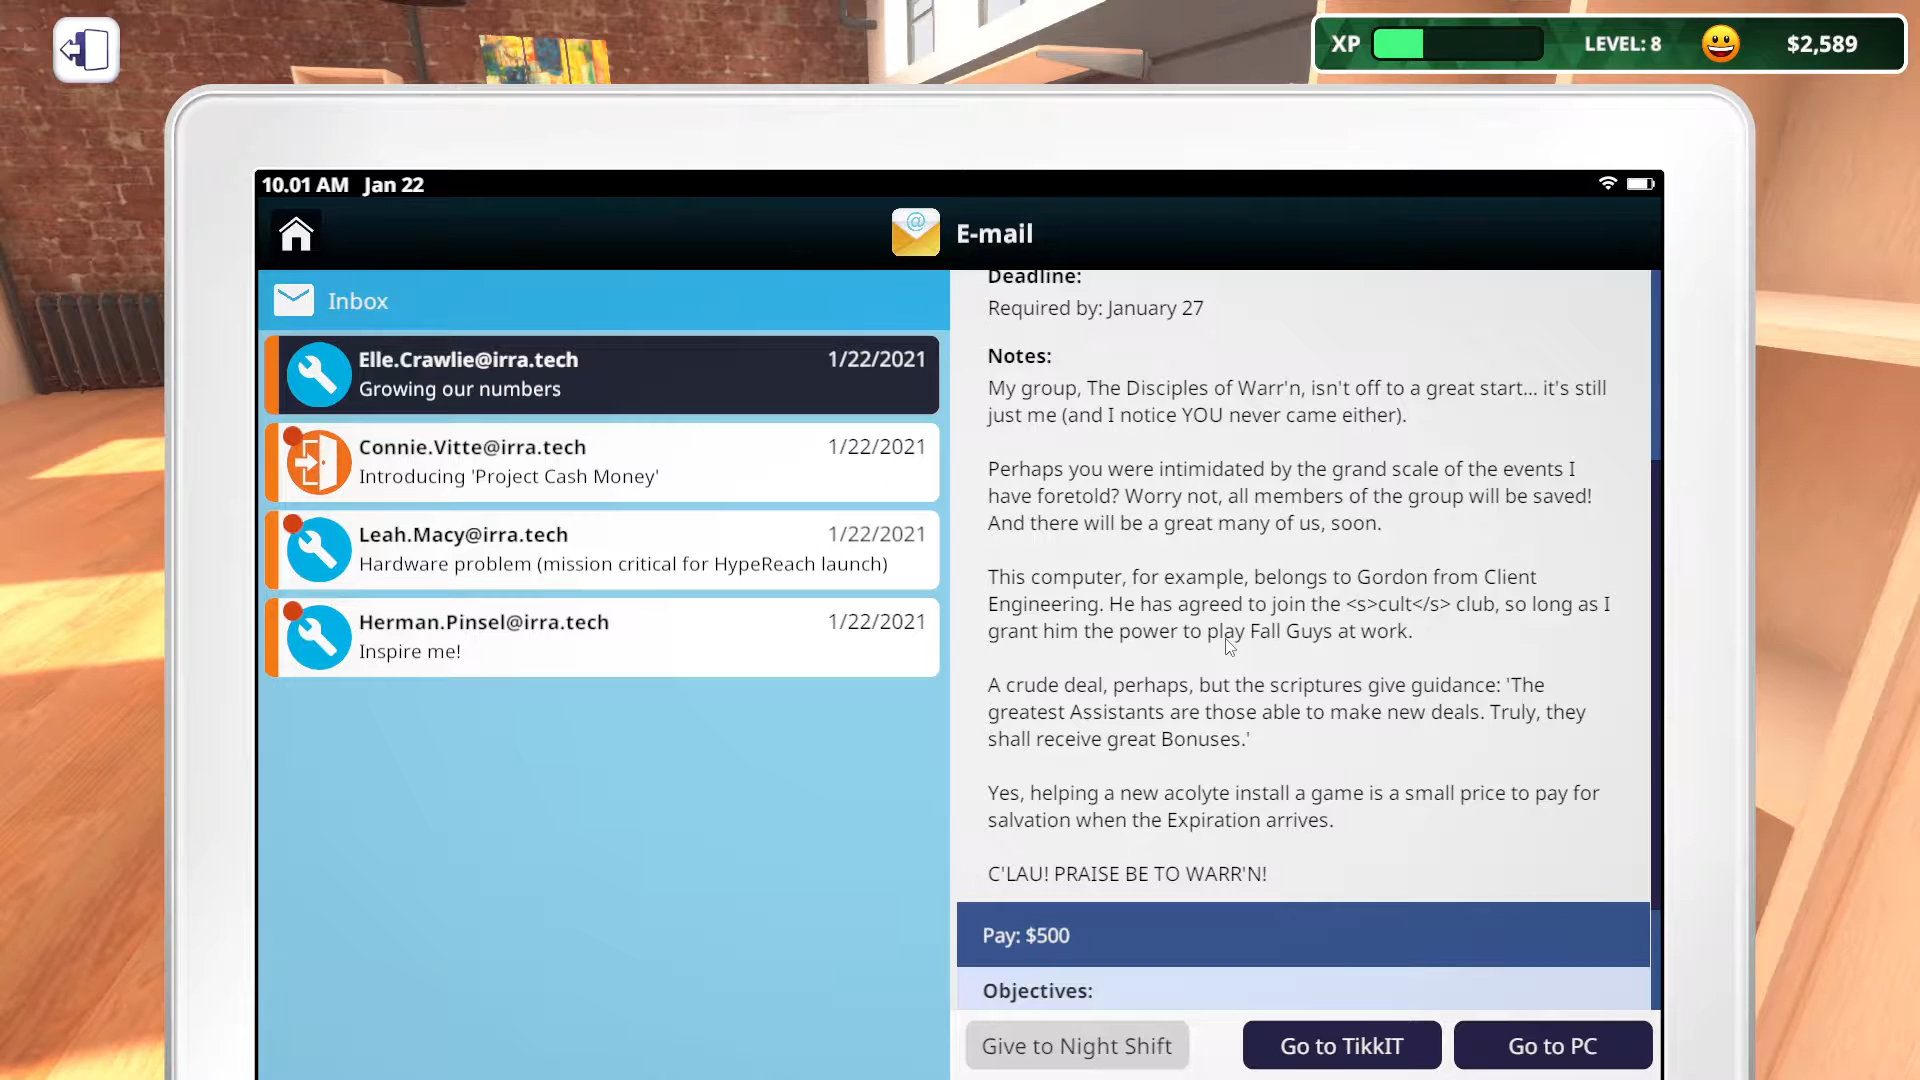 XP
LEVEL: 8
$2,589
10.01 AM Jan 22
@
E-mail
Inbox
Elle.Crawlie@irra.tech
1/22/2021
Growing our numbers
Connie.Vitte@irra.tech
1/22/2021
Introducing 'Project Cash Money'
Leah.Macy@irra.tech
1/22/2021
Hardware problem (mission critical for HypeReach launch)
Herman.Pinsel@irra.tech
1/22/2021
Inspire me!
Deadline:
Required by: January 27
Notes:
My group, The Disciples of Warr'n, isn't off to a great start... it's still
just me (and I notice YOU never came either).
Perhaps you were intimidated by the grand scale of the events I
have foretold? Worry not, all members of the group will be saved!
And there will be a great many of us, soon.
This computer, for example, belongs to Gordon from Client
Engineering. He has agreed to join the <s>cult</s> club, so long as I
grant him the power to play Fall Guys at work.
A crude deal, perhaps, but the scriptures give guidance: 'The
greatest Assistants are those able to make new deals. Truly, they
shall receive great Bonuses.'
Yes, helping a new acolyte install a game is a small price to pay for
salvation when the Expiration arrives.
C'LAU! PRAISE BE TO WARR'N!
Pay: $500
Objectives:
Give to Night Shift
Go to TikkIT
Go to PC